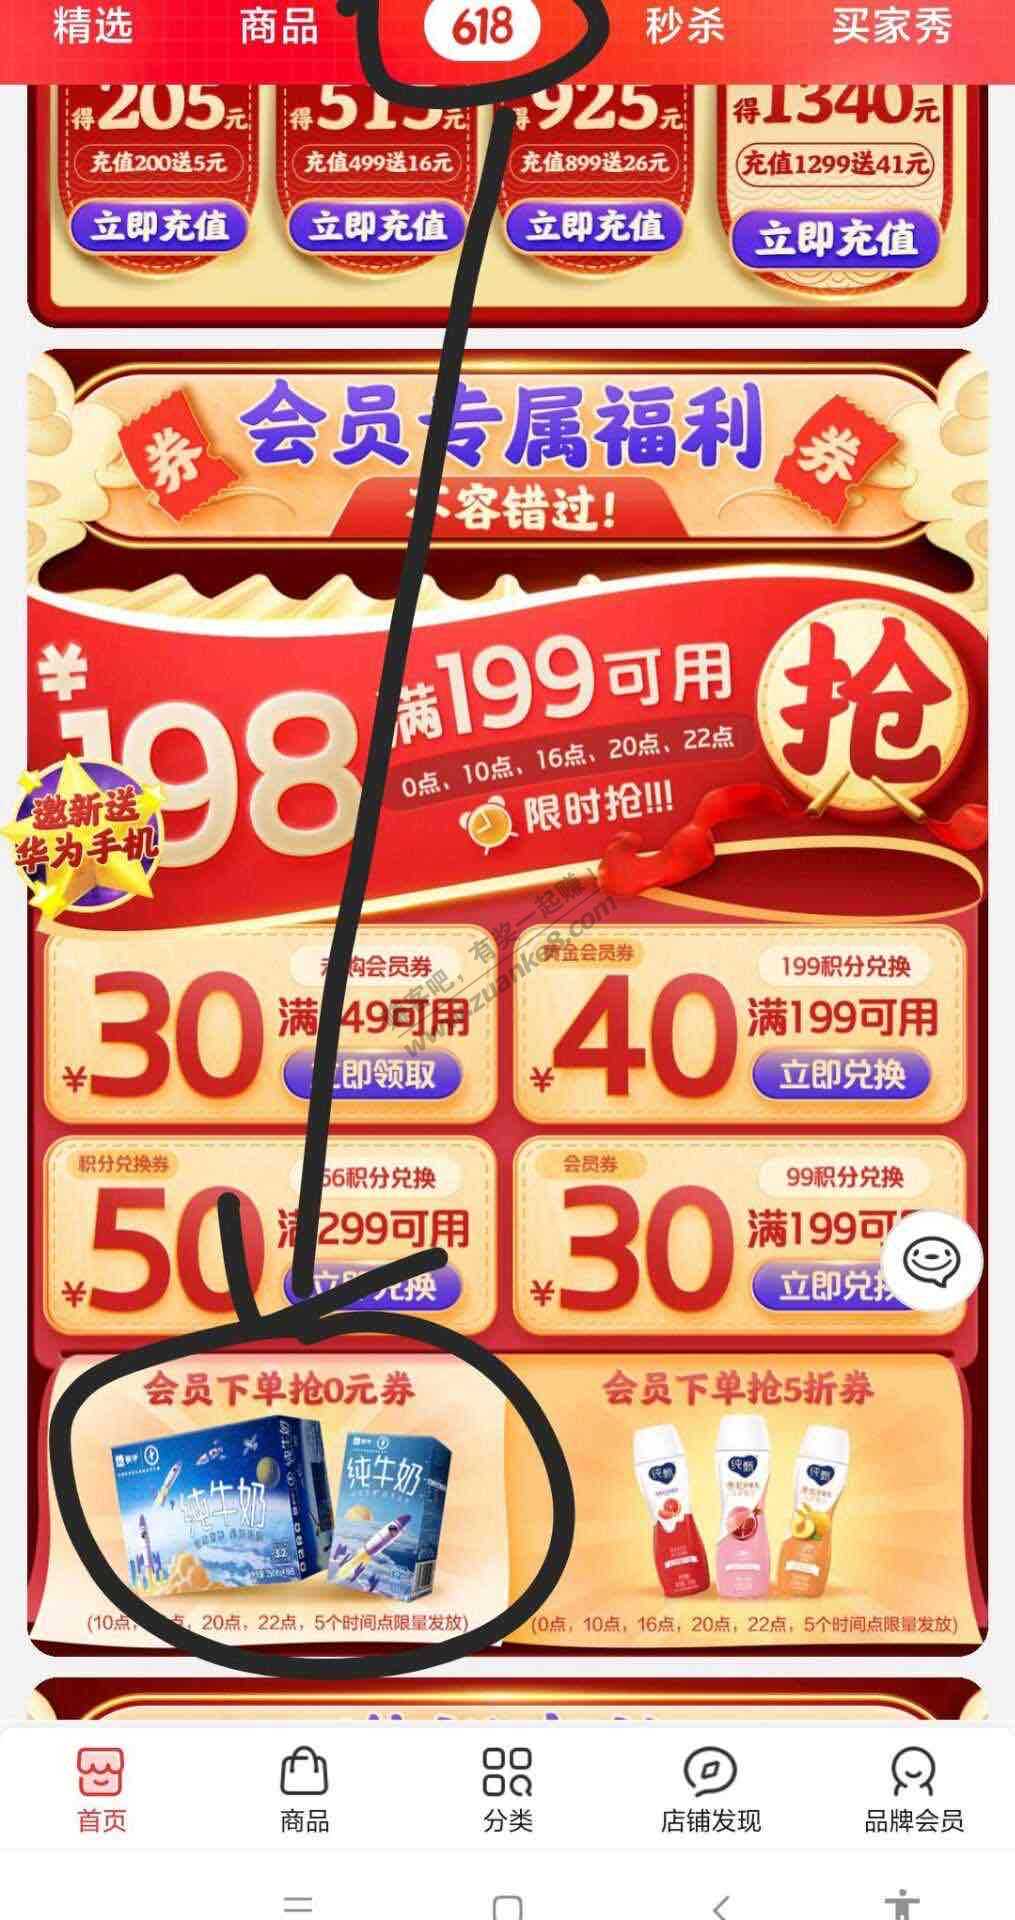 精选 商品 618 秒杀 买家秀
得205元 得515元 得925元 得1340元
充值200送5元 充值499送16元 充值899送26元 充值1299送41元
立即充值 立即充值 立即充值 立即充值
券 会员专属福利 券
不容错过!
¥198 满199可用 抢
0点、10点、16点、20点、22点
限时抢!!!
邀新送
华为手机
有奖一起赚!
www.zuanke8.com
购会员券
¥30 满 49可用
立即领取
黄金会员券 199积分兑换
¥40 满199可用
立即兑换
积分兑换券 66积分兑换
¥50 满299可用
立即兑换
会员券 99积分兑换
¥30 满199可用
立即兑换
会员下单抢0元券
纯牛奶 纯牛奶
3.2
(10点, 点, 20点, 22点, 5个时间点限量发放)
会员下单抢5折券
纯甄 纯甄 纯甄
(0点, 10点, 16点, 20点, 22点, 5个时间点限量发放)
首页 商品 分类 店铺发现 品牌会员